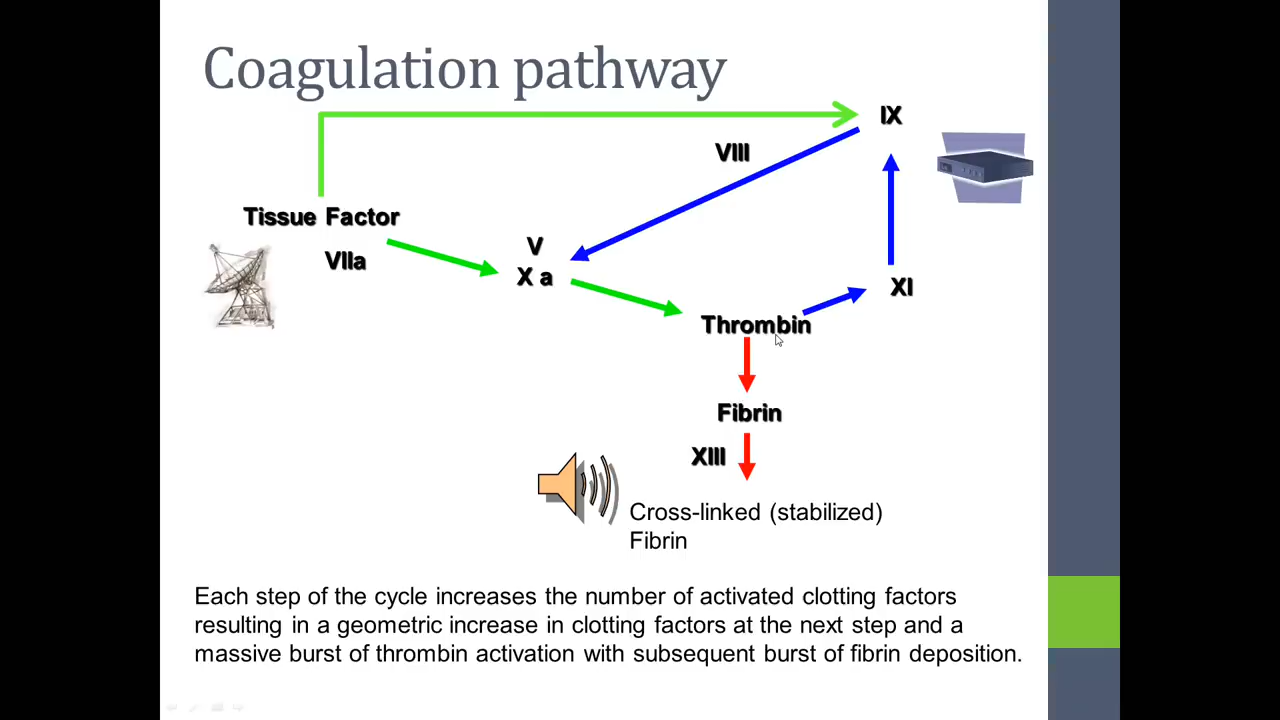 Coagulation pathway
IX
VIII
Tissue Factor
VIIa
V
X a
XI
Thrombin
Fibrin
XIII
Cross-linked (stabilized)
Fibrin
Each step of the cycle increases the number of activated clotting factors
resulting in a geometric increase in clotting factors at the next step and a
massive burst of thrombin activation with subsequent burst of fibrin deposition.